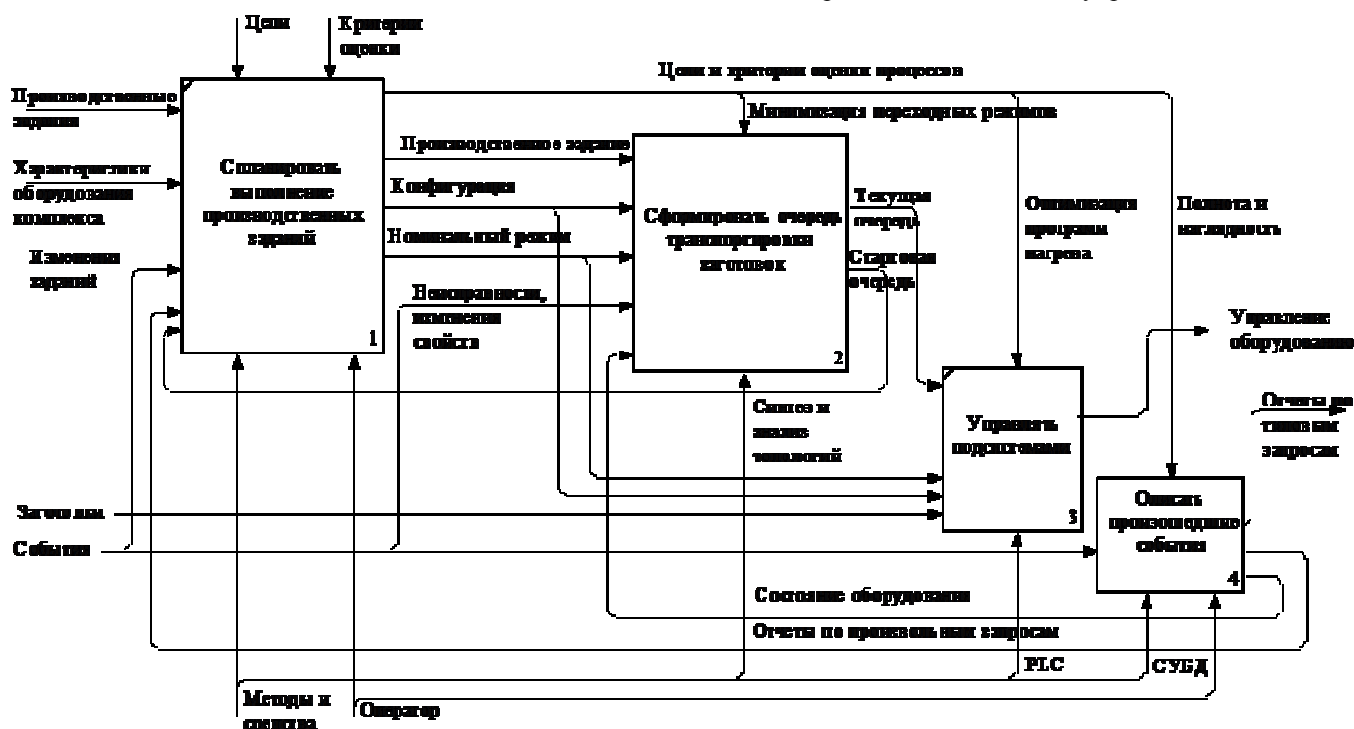 Цели
Критерии
оценки
Цели и критерии оценки процессов
Производственные
задания
Минимизация переходных режимов
Производственное задание
Характеристики
оборудования
комплекса
Спланировать
выполнение
производственных
заданий
1
Конфигурация
Номинальный режим
Сформировать очередь
транспортировки
заготовок
2
Текущая
очередь
Стартовая
очередь
Оптимизация
программ
нагрева
Полнота и
наглядность
Изменения
заданий
Неисправности,
изменения
свойств
Управление
оборудованием
Синтез и
анализ
топологий
Управлять
подсистемами
3
Отчеты по
типовым
запросам
Заготовки
События
Описать
произошедшие
события
4
Состояние оборудования
Отчеты по произвольным запросам
PLC
СУБД
Методы и
средства
Оператор